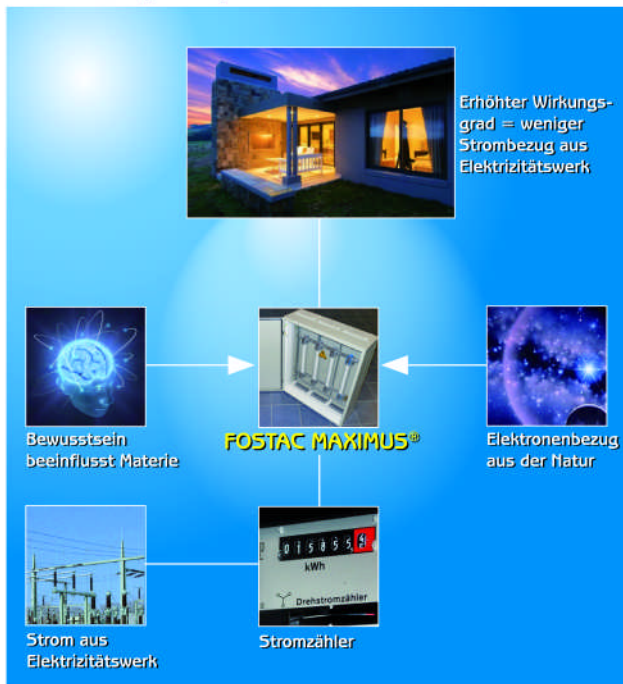 Erhöhter Wirkungs-
grad = weniger
Strombezug aus
Elektrizitätswerk
Bewusstsein
beeinflusst Materie
FOSTAC MAXIMUS®
Elektronenbezug
aus der Natur
Strom aus
Elektrizitätswerk
015855
kWh
Drehstromzähler
Stromzähler